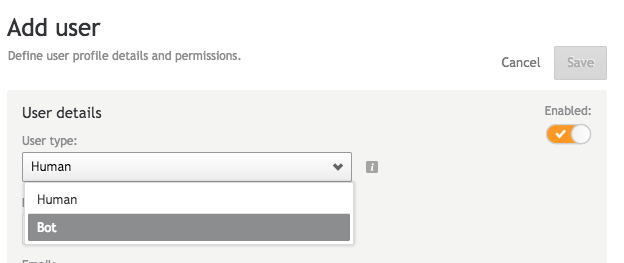 Add user
Define user profile details and permissions.
Cancel
Save
User details
Enabled:
User type:
Human
i
Human
Bot